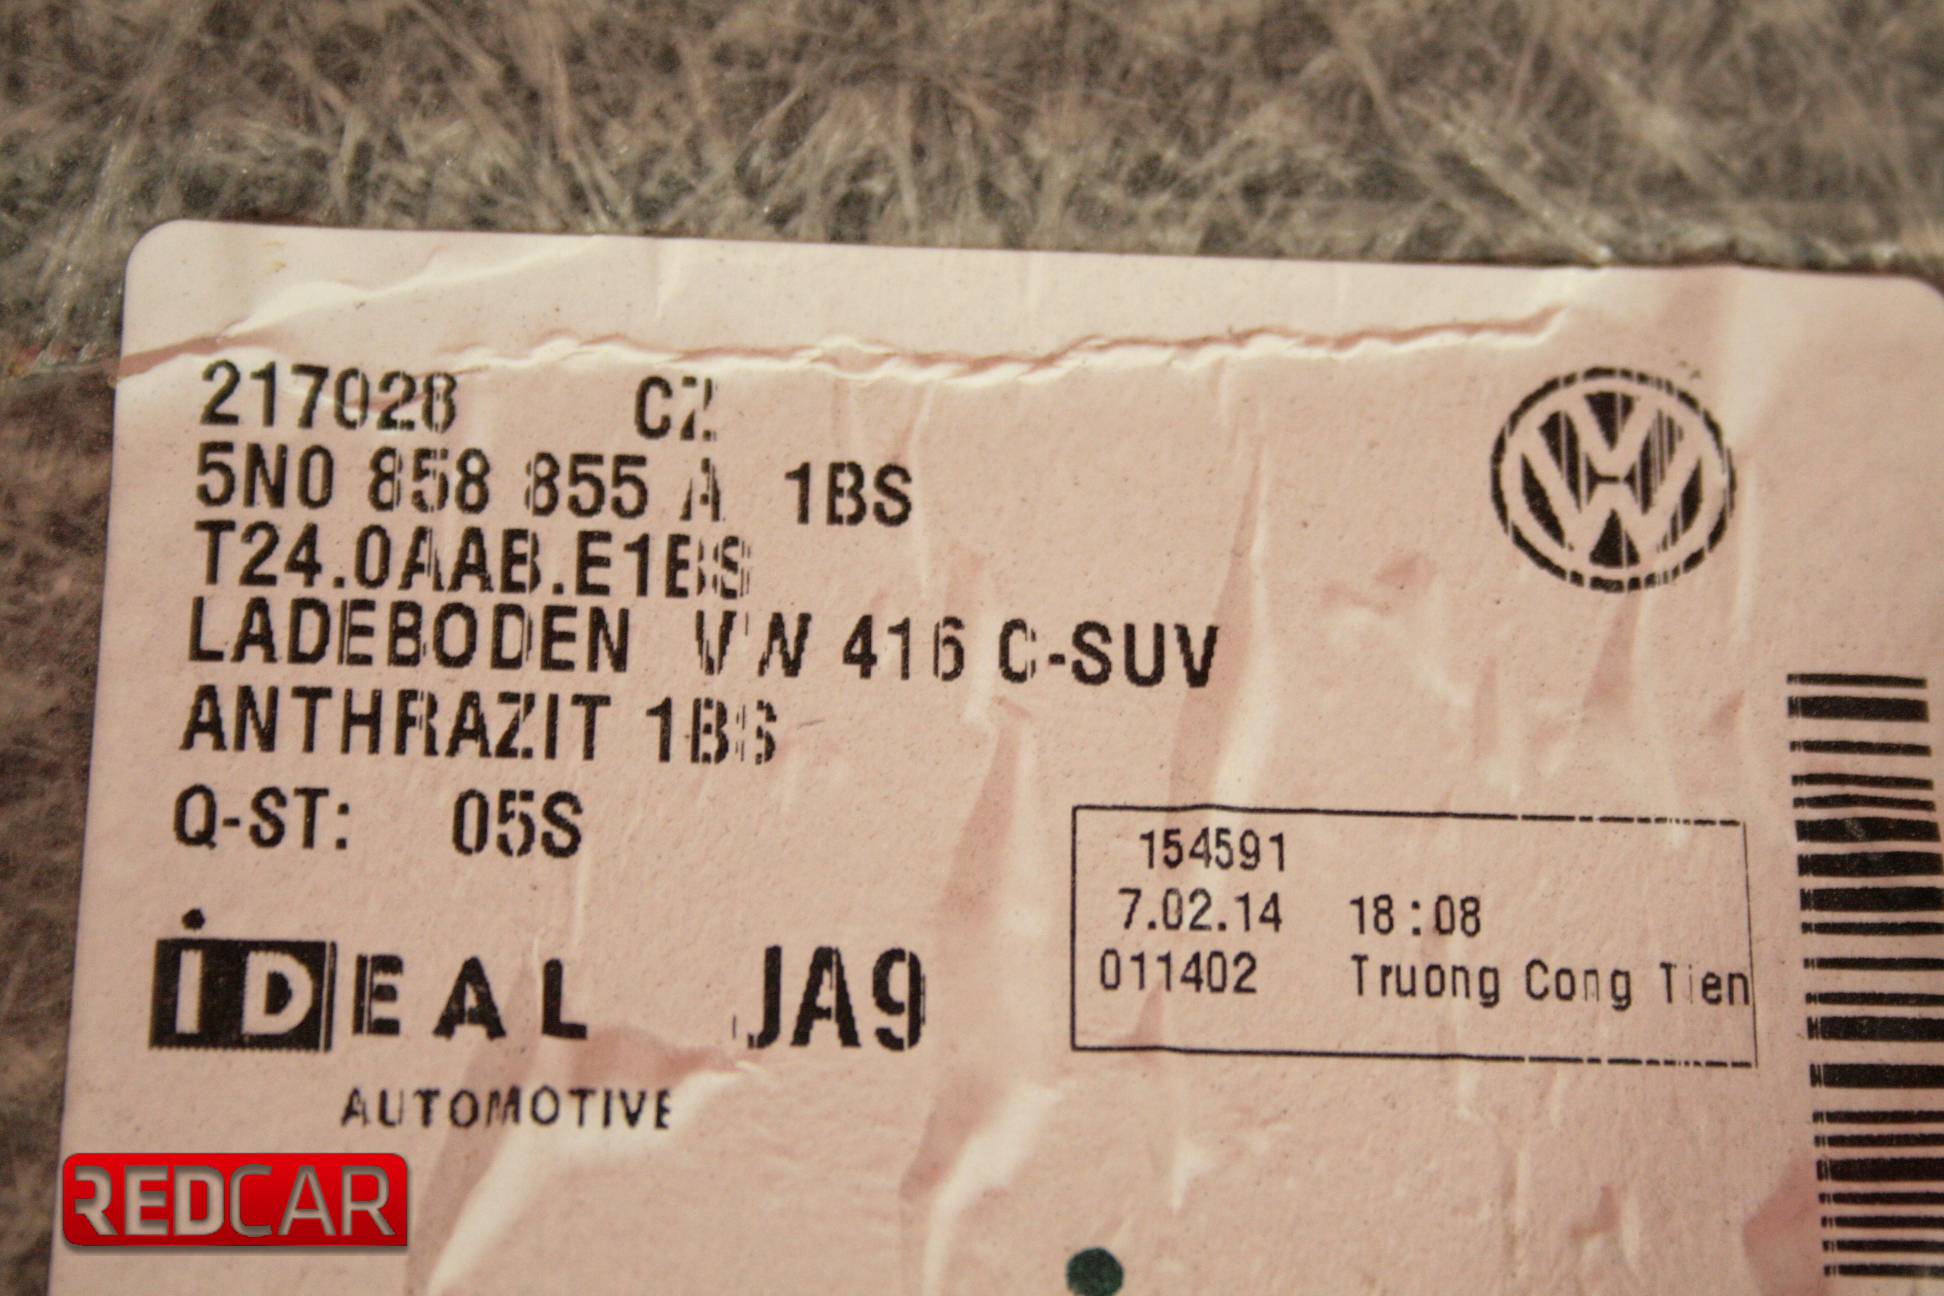 217028 CZ
5N0 858 855 A 1BS
T24.0AAB.E1BS
LADEBODEN VW 416 C-SUV
ANTHRAZIT 1BS
Q-ST: 05S
154591
7.02.14 18:08
011402 Truong Cong Tien
iDEAL JA9
AUTOMOTIVE
REDCAR